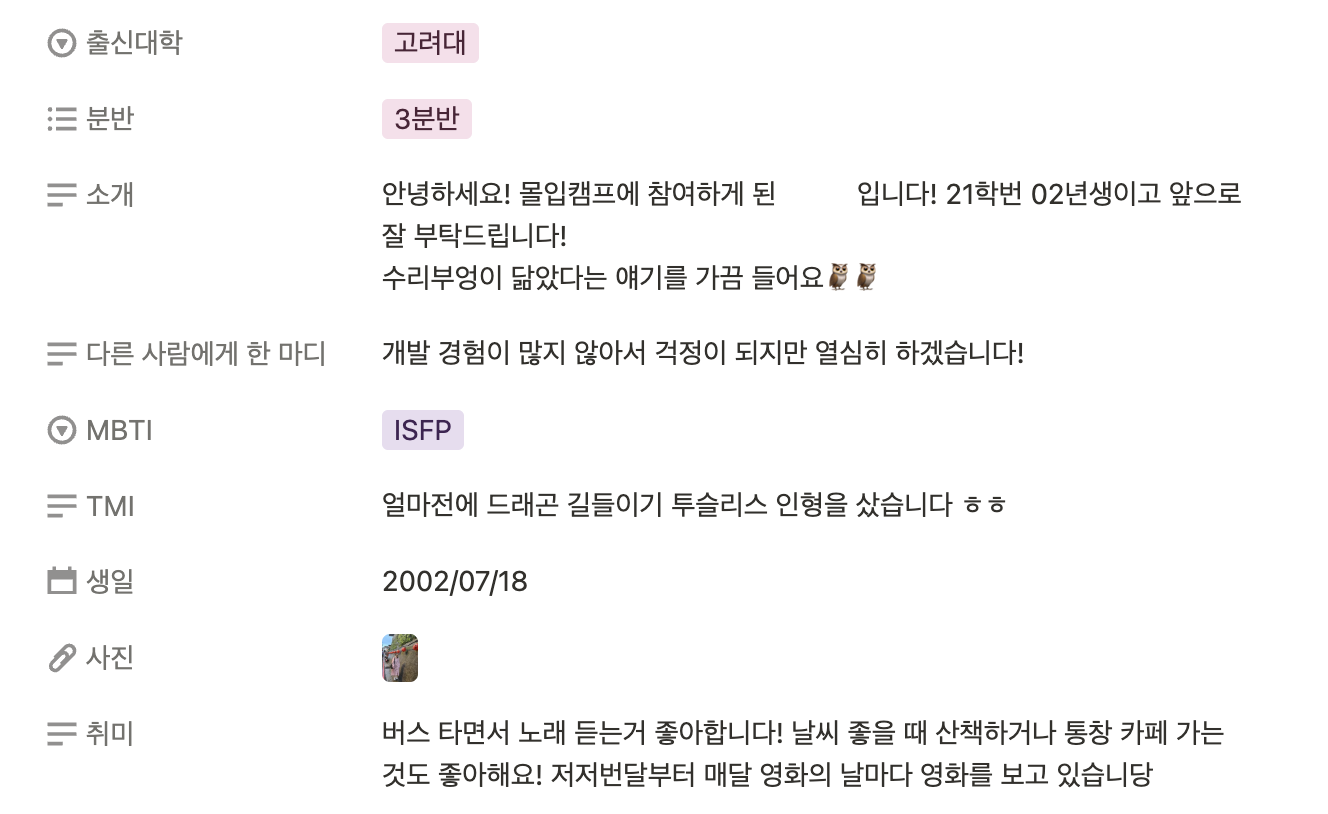 출신대학 고려대
분반 3분반
소개 안녕하세요! 몰입캠프에 참여하게 된 입니다! 21학번 02년생이고 앞으로
잘 부탁드립니다!
수리부엉이 닮았다는 얘기를 가끔 들어요🦉🦉
다른 사람에게 한 마디 개발 경험이 많지 않아서 걱정이 되지만 열심히 하겠습니다!
MBTI ISFP
TMI 얼마전에 드래곤 길들이기 투슬리스 인형을 샀습니다 ㅎㅎ
생일 2002/07/18
사진
취미 버스 타면서 노래 듣는거 좋아합니다! 날씨 좋을 때 산책하거나 통창 카페 가는
것도 좋아해요! 저저번달부터 매달 영화의 날마다 영화를 보고 있습니당